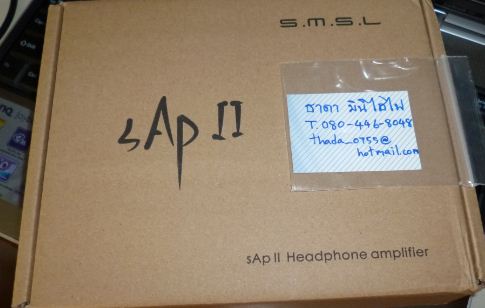 S.M.S.L
sAp II
ธาดา มินิไฮไฟ
T. 080-446-8048
thada_0755@
hotmail.com
sAp II Headphone amplifier